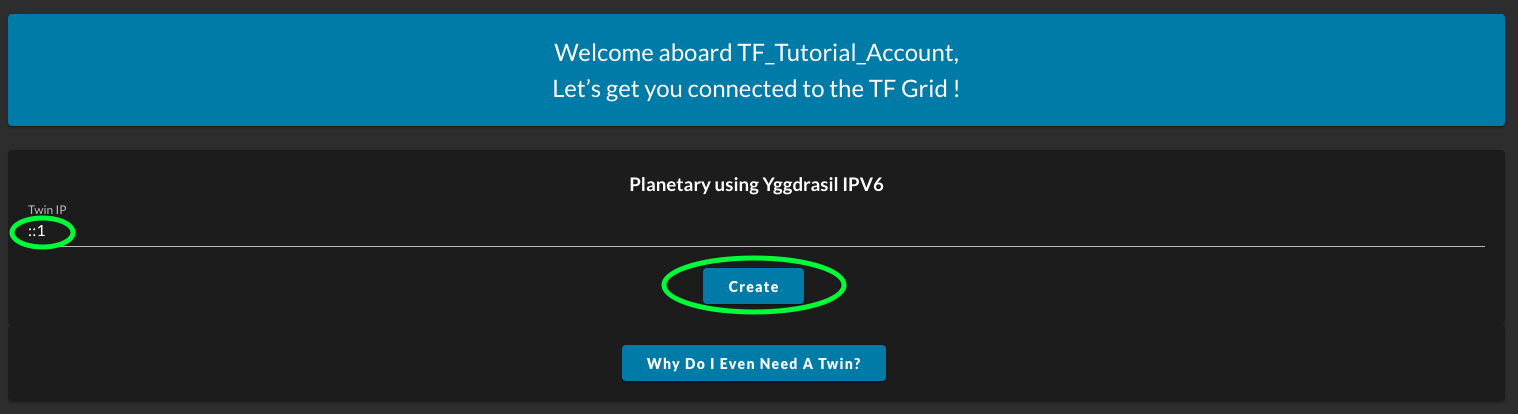 Welcome aboard TF_Tutorial_Account,
Let’s get you connected to the TF Grid !
Planetary using Yggdrasil IPV6
Twin IP
::1
Create
Why Do I Even Need A Twin?